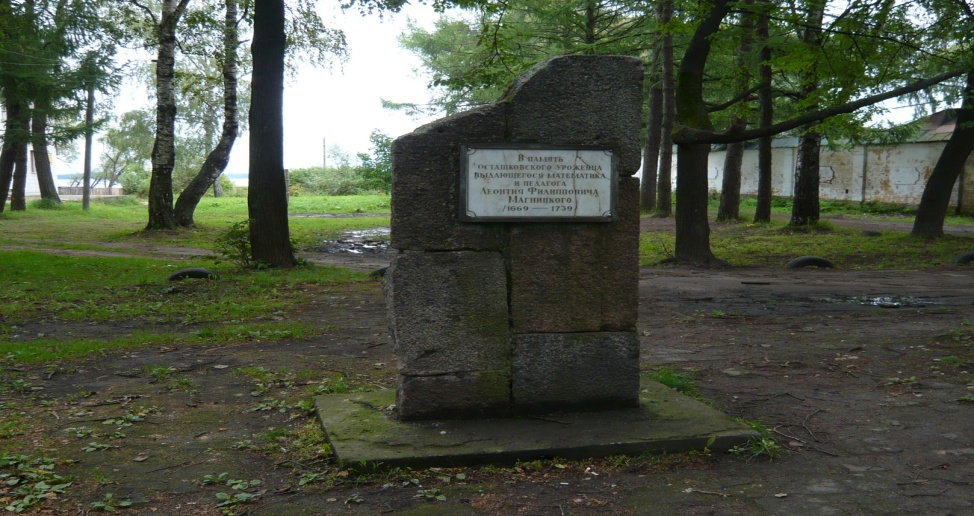 В память
осташковского уроженца
выдающегося математика
и педагога
Леонтия Филипповича
Магницкого
/1669 — 1739/